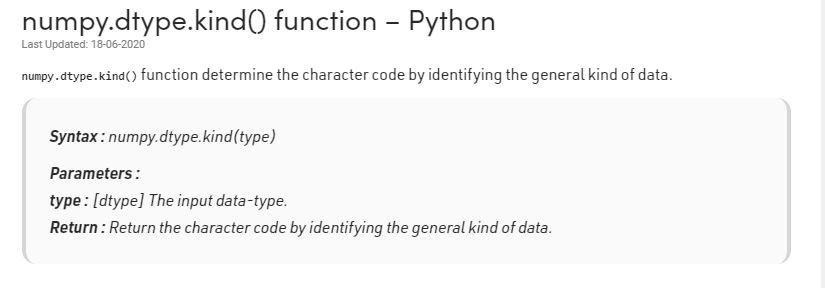 numpy.dtype.kind() function – Python
Last Updated: 18-06-2020
numpy.dtype.kind() function determine the character code by identifying the general kind of data.
Syntax : numpy.dtype.kind(type)
Parameters :
type : [dtype] The input data-type.
Return : Return the character code by identifying the general kind of data.